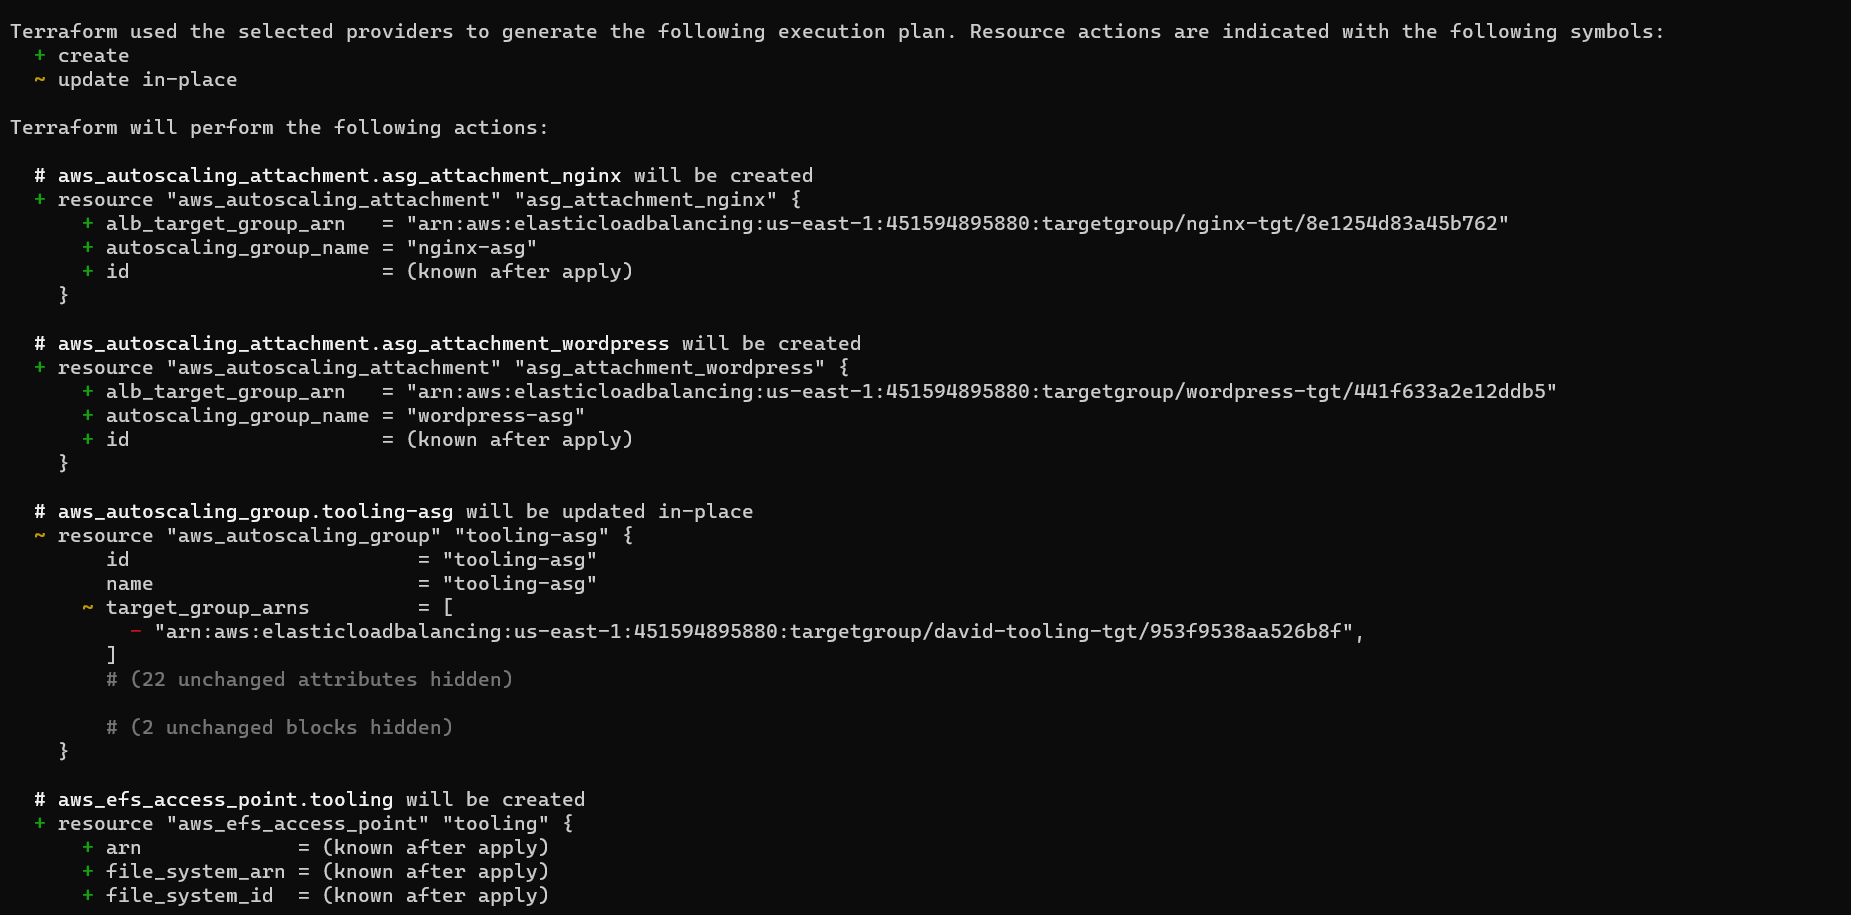 Terraform used the selected providers to generate the following execution plan. Resource actions are indicated with the following symbols:
  + create
  ~ update in-place

Terraform will perform the following actions:

  # aws_autoscaling_attachment.asg_attachment_nginx will be created
  + resource "aws_autoscaling_attachment" "asg_attachment_nginx" {
      + alb_target_group_arn   = "arn:aws:elasticloadbalancing:us-east-1:451594895880:targetgroup/nginx-tgt/8e1254d83a45b762"
      + autoscaling_group_name = "nginx-asg"
      + id                     = (known after apply)
    }

  # aws_autoscaling_attachment.asg_attachment_wordpress will be created
  + resource "aws_autoscaling_attachment" "asg_attachment_wordpress" {
      + alb_target_group_arn   = "arn:aws:elasticloadbalancing:us-east-1:451594895880:targetgroup/wordpress-tgt/441f633a2e12ddb5"
      + autoscaling_group_name = "wordpress-asg"
      + id                     = (known after apply)
    }

  # aws_autoscaling_group.tooling-asg will be updated in-place
  ~ resource "aws_autoscaling_group" "tooling-asg" {
        id                        = "tooling-asg"
        name                      = "tooling-asg"
      ~ target_group_arns         = [
          - "arn:aws:elasticloadbalancing:us-east-1:451594895880:targetgroup/david-tooling-tgt/953f9538aa526b8f",
        ]
        # (22 unchanged attributes hidden)

        # (2 unchanged blocks hidden)
    }

  # aws_efs_access_point.tooling will be created
  + resource "aws_efs_access_point" "tooling" {
      + arn             = (known after apply)
      + file_system_arn = (known after apply)
      + file_system_id  = (known after apply)